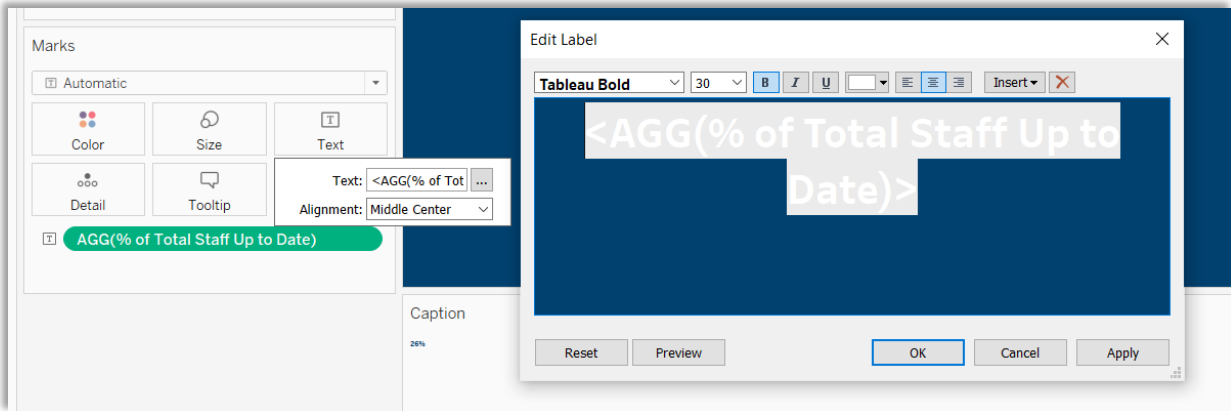 Marks
T Automatic
Color
Size
T
Text
Detail
Tooltip
Text: <AGG(% of Tot ...
Alignment: Middle Center
T AGG(% of Total Staff Up to Date)
Caption
26%
Edit Label
Tableau Bold 30 B I U Insert
<AGG(% of Total Staff Up to
Date)>
Reset Preview OK Cancel Apply